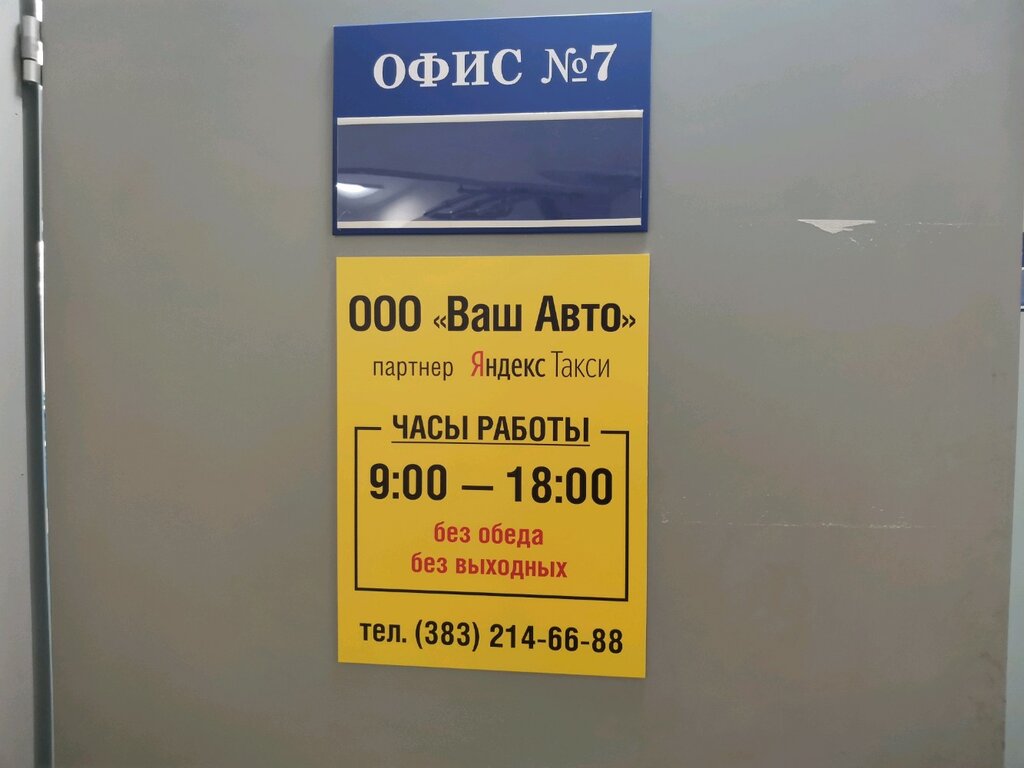 ОФИС №7
ООО «Ваш Авто»
партнер Яндекс Такси
ЧАСЫ РАБОТЫ
9:00 — 18:00
без обеда
без выходных
тел. (383) 214-66-88